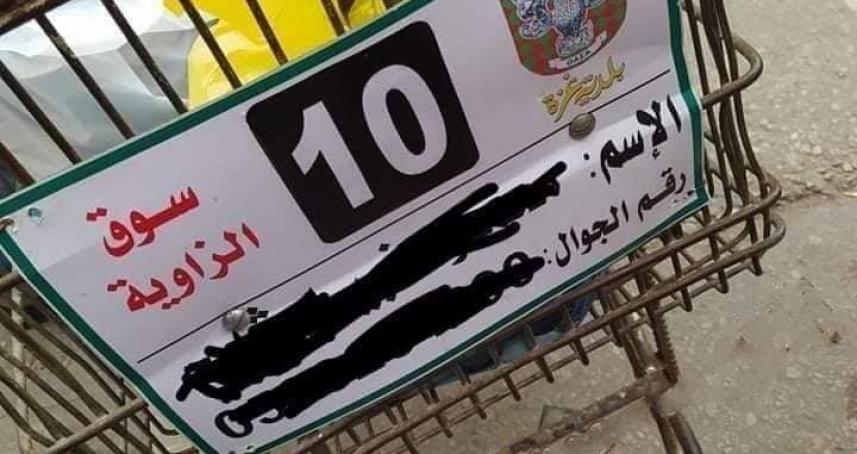 GAZA
بلدية غزة
10
سوق
الزاوية
الإسم:
رقم الجوال: